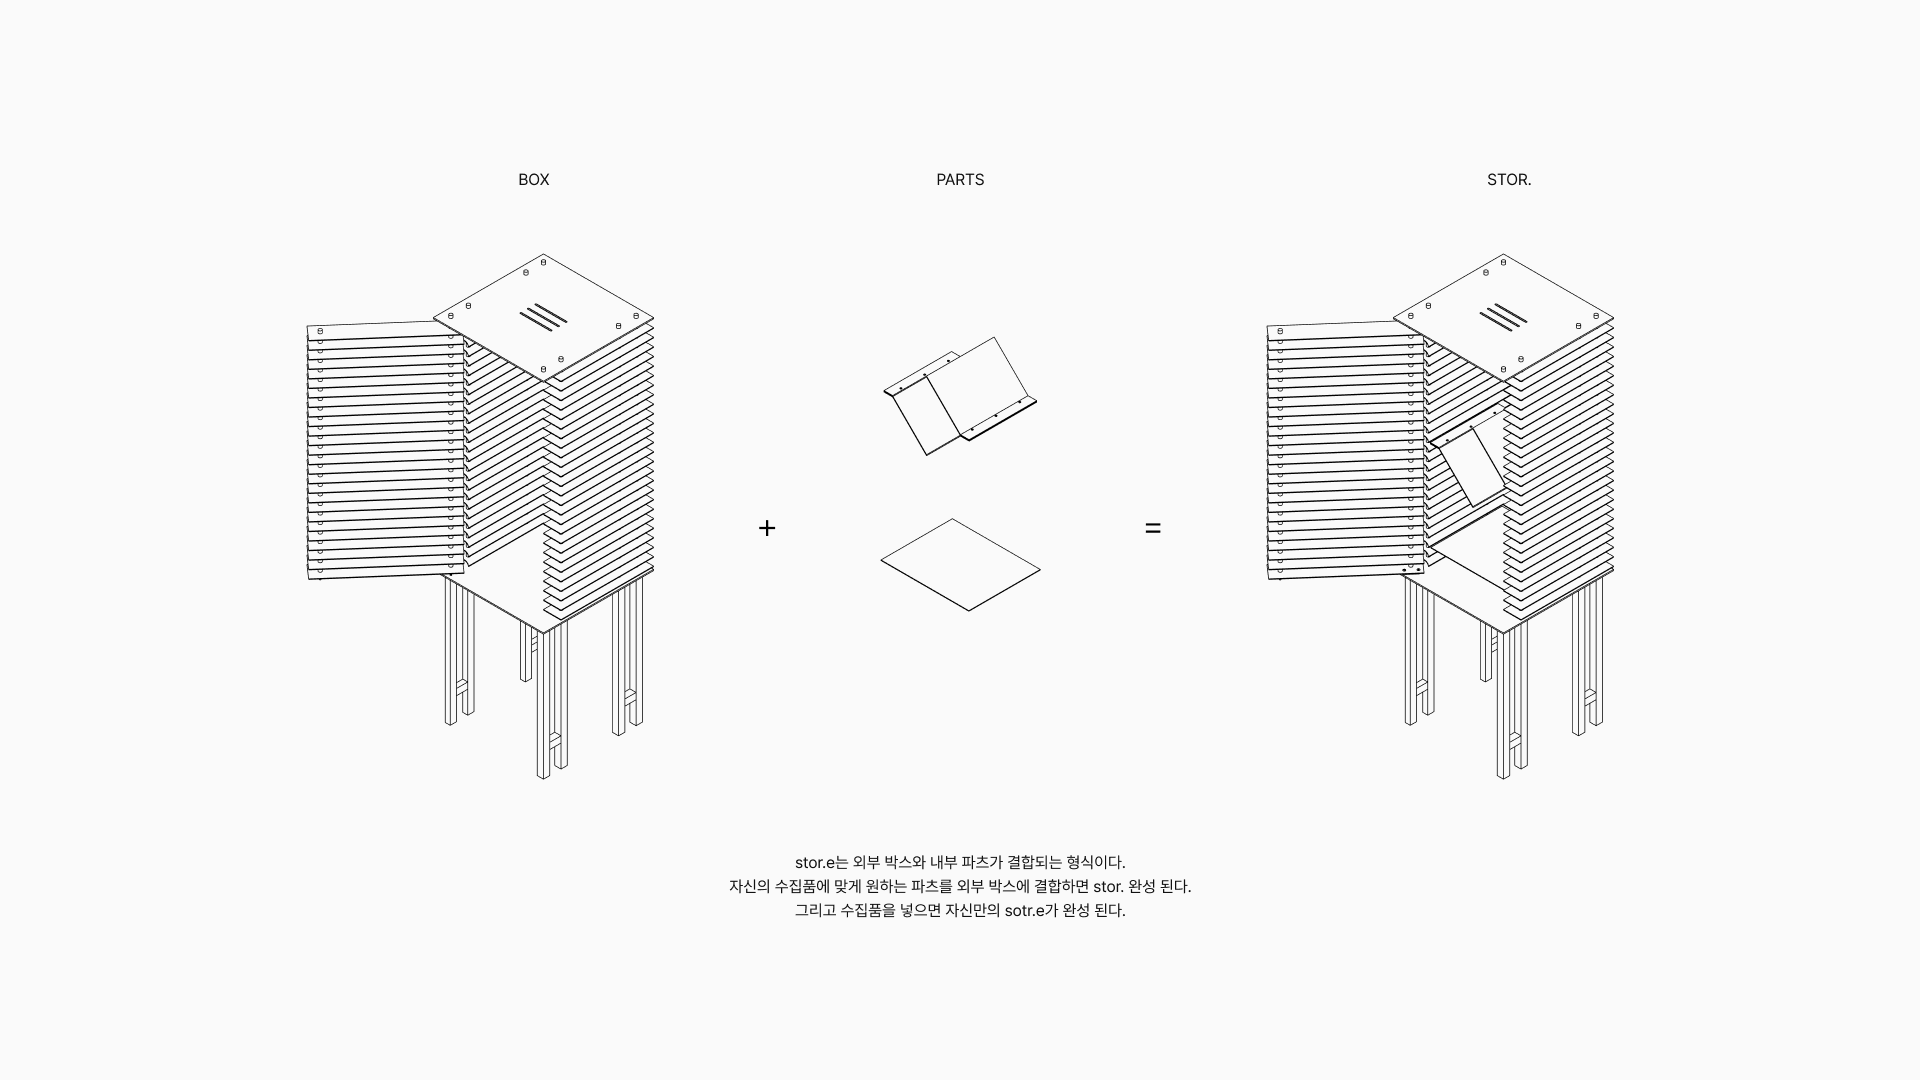 BOX
PARTS
STOR.
+
=
stor.e는 외부 박스와 내부 파츠가 결합되는 형식이다.
자신의 수집품에 맞게 원하는 파츠를 외부 박스에 결합하면 stor. 완성 된다.
그리고 수집품을 넣으면 자신만의 sotr.e가 완성 된다.